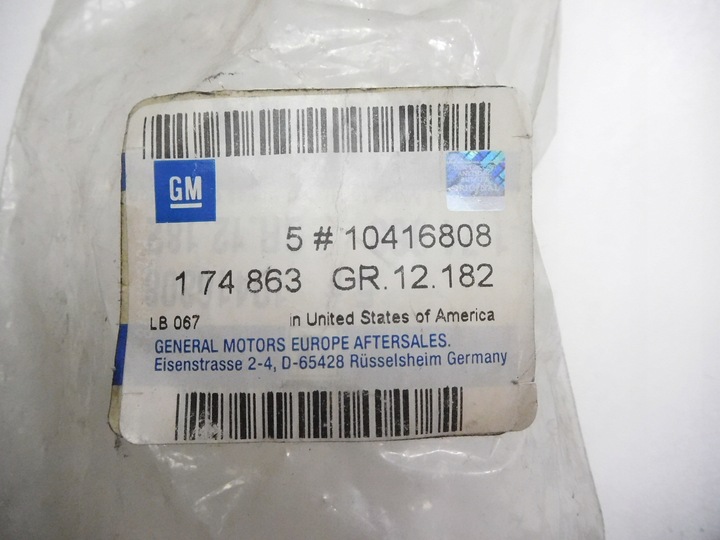 GM
5 # 10416808
1 74 863 GR.12.182
LB 067 in United States of America
GENERAL MOTORS EUROPE AFTERSALES.
Eisenstrasse 2-4, D-65428 Rüsselsheim Germany